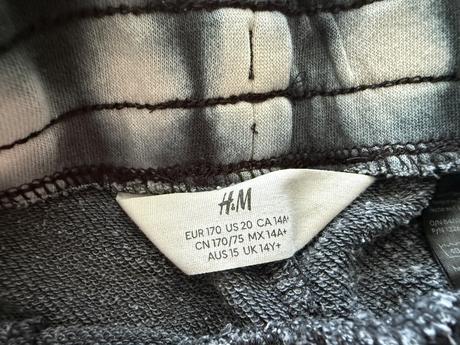 H&M
EUR 170 US 20 CA 14A+
CN 170/75 MX 14A+
AUS 15 UK 14Y+